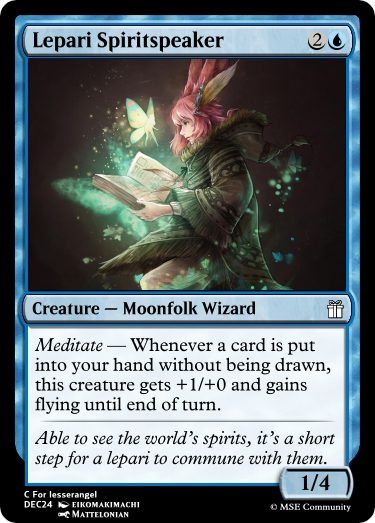 Lepari Spiritspeaker 2
Creature — Moonfolk Wizard
Meditate — Whenever a card is put
into your hand without being drawn,
this creature gets +1/+0 and gains
flying until end of turn.
Able to see the world's spirits, it's a short
step for a lepari to commune with them.
1/4
C For lesserangel
DEC24 EIKOMAKIMACHI
MATTELONIAN
© MSE Community